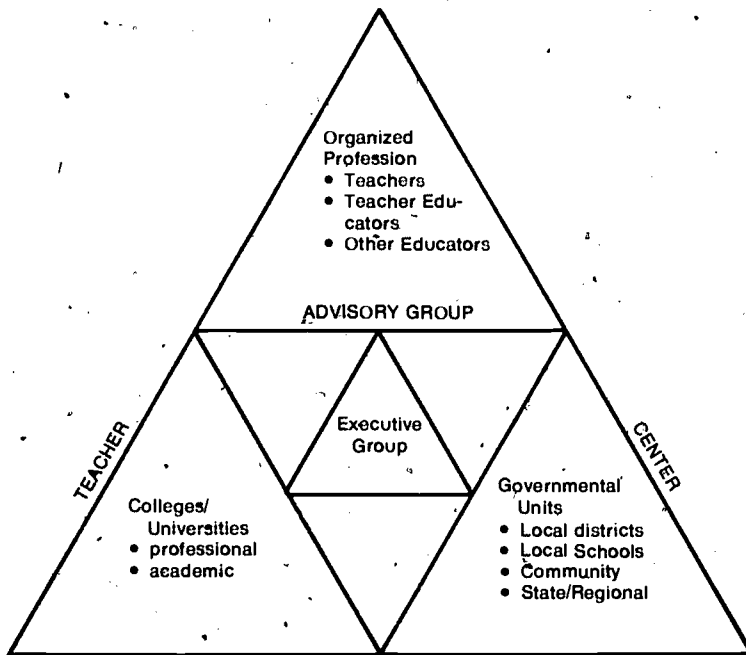 Organized
Profession
• Teachers
• Teacher Edu-
cators
• Other Educators
ADVISORY GROUP
TEACHER
CENTER
Executive
Group
Colleges/
Universities
• professional
• academic
Governmental
Units
• Local districts
• Local Schools
• Community
• State/Regional